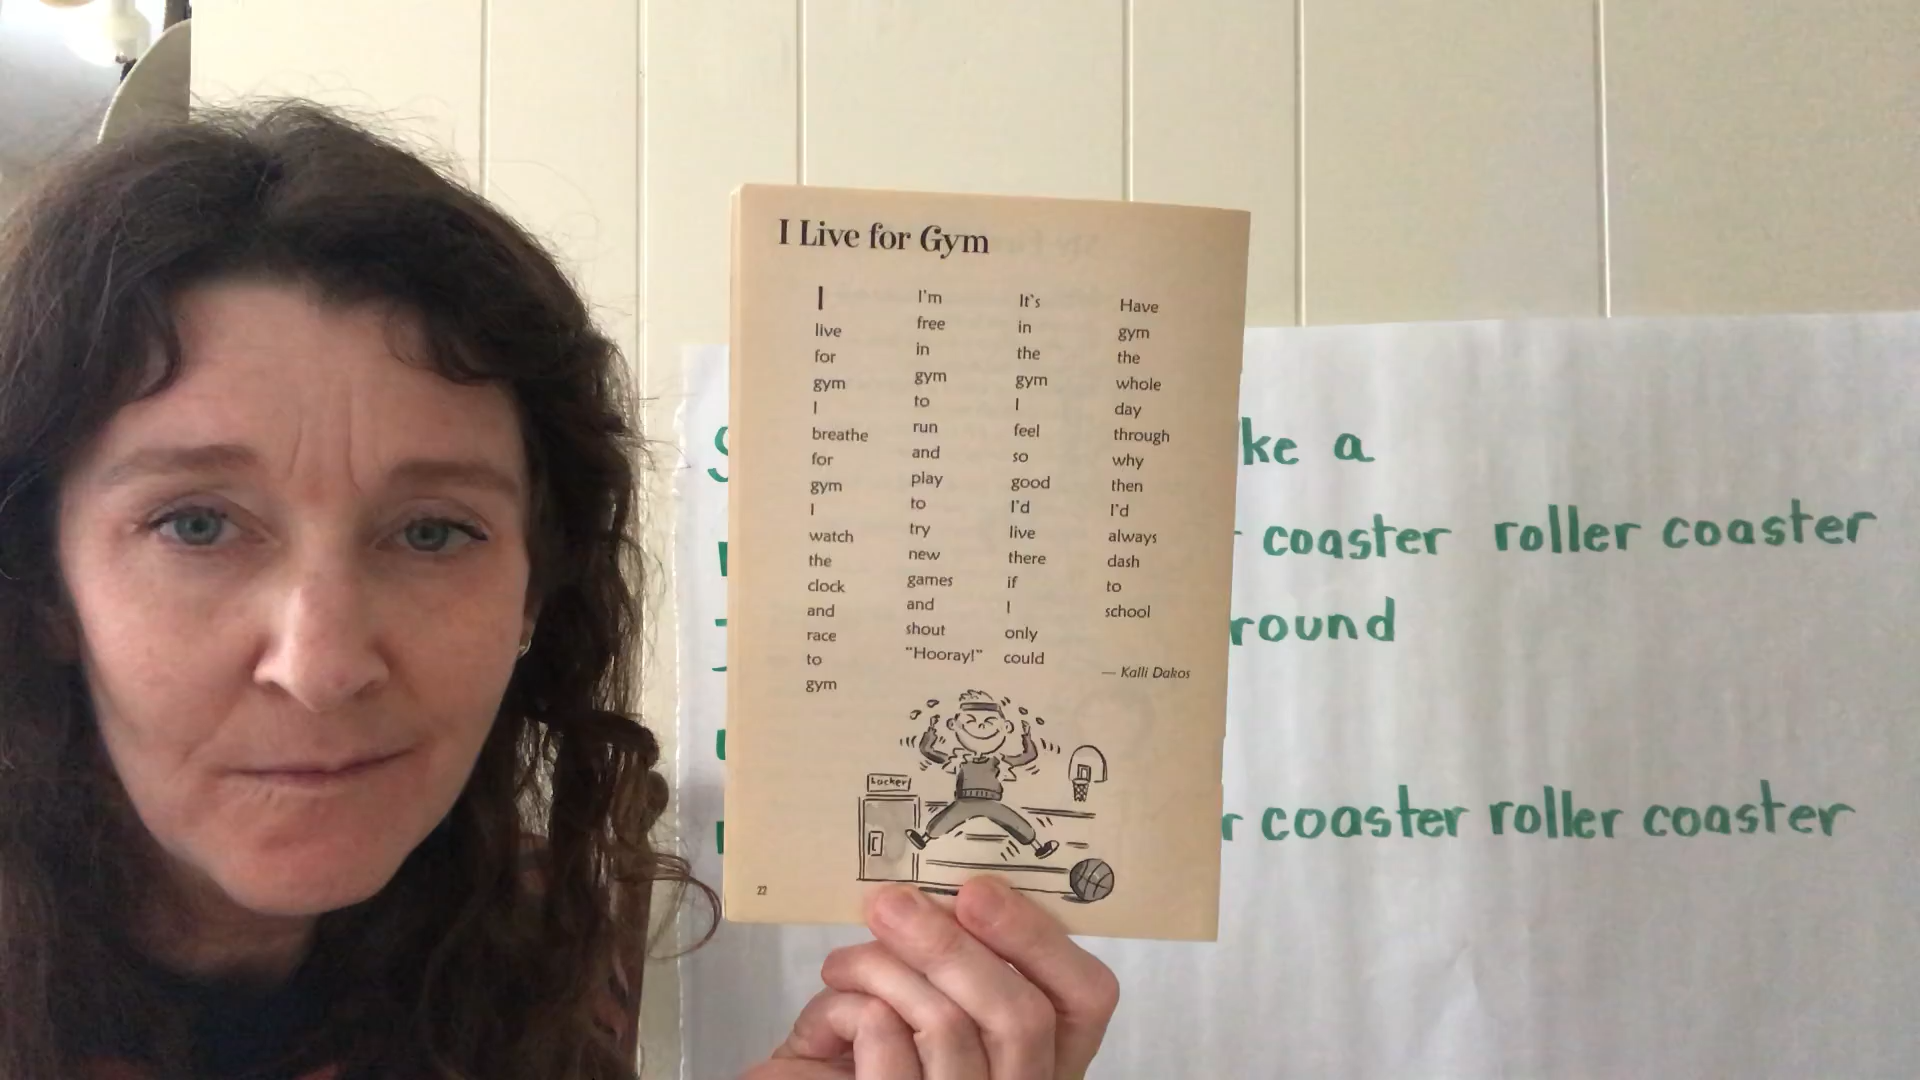 I Live for Gym
I
live
for
gym
I
breathe
for
gym
I
watch
the
clock
and
race
to
gym
I'm
free
in
gym
to
run
and
play
to
try
new
games
and
shout
"Hooray!"
It's
in
the
gym
I
feel
so
good
I'd
live
there
if
I
only
could
Have
gym
the
whole
day
through
why
then
I'd
always
dash
to
school
— Kalli Dakos
Locker
22
a
coaster roller coaster
coaster roller coaster